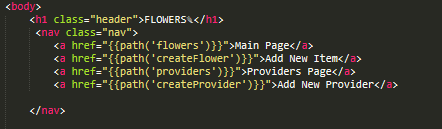 <body>
<h1 class="header">FLOWERS</h1>
<nav class="nav">
<a href="{{path('flowers')}}">Main Page</a>
<a href="{{path('createFlower')}}">Add New Item</a>
<a href="{{path('providers')}}">Providers Page</a>
<a href="{{path('createProvider')}}">Add New Provider</a>
</nav>